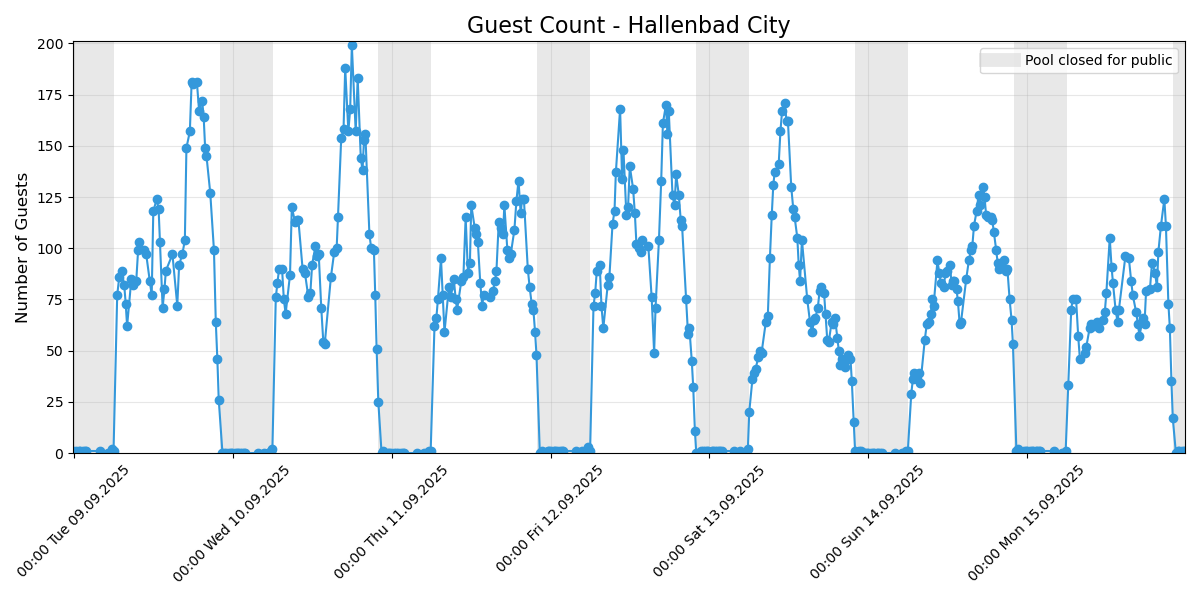 Guest Count - Hallenbad City
Pool closed for public
Number of Guests
200
175
150
125
100
75
50
25
0
00:00 Tue 09.09.2025
00:00 Wed 10.09.2025
00:00 Thu 11.09.2025
00:00 Fri 12.09.2025
00:00 Sat 13.09.2025
00:00 Sun 14.09.2025
00:00 Mon 15.09.2025